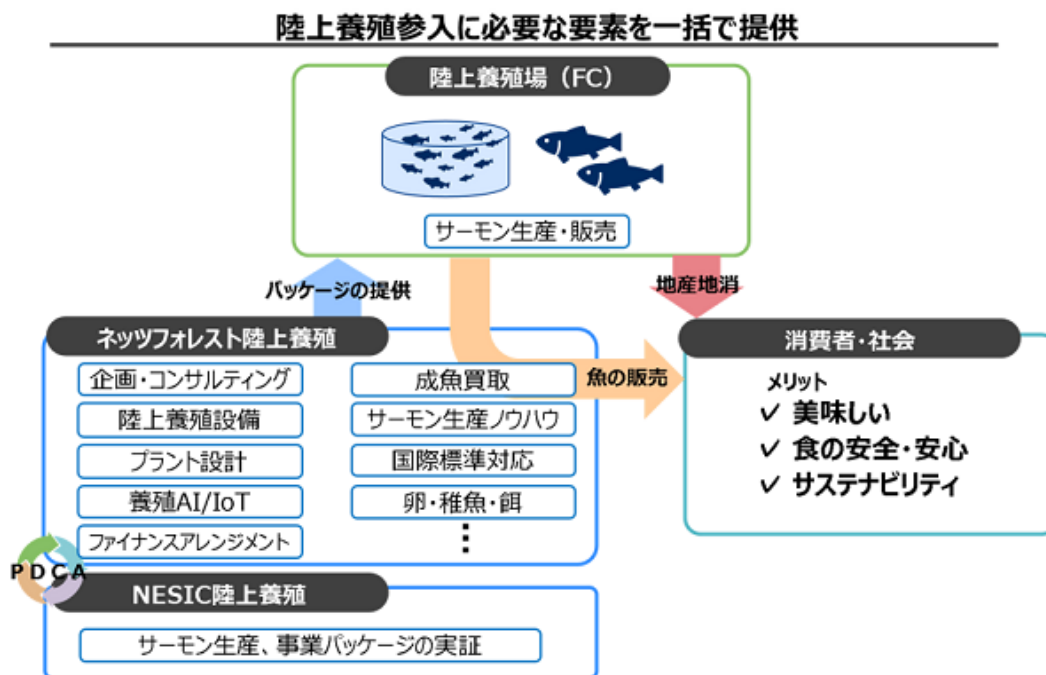 陸上養殖参入に必要な要素を一括で提供
陸上養殖場（FC）
サーモン生産・販売
パッケージの提供
地産地消
ネッツフォレスト陸上養殖
企画・コンサルティング
陸上養殖設備
プラント設計
養殖AI/IoT
ファイナンスアレンジメント
成魚買取
サーモン生産ノウハウ
国際標準対応
卵・稚魚・餌
⋮
魚の販売
消費者・社会
メリット
✓ 美味しい
✓ 食の安全・安心
✓ サステナビリティ
PDCA
NESIC陸上養殖
サーモン生産、事業パッケージの実証